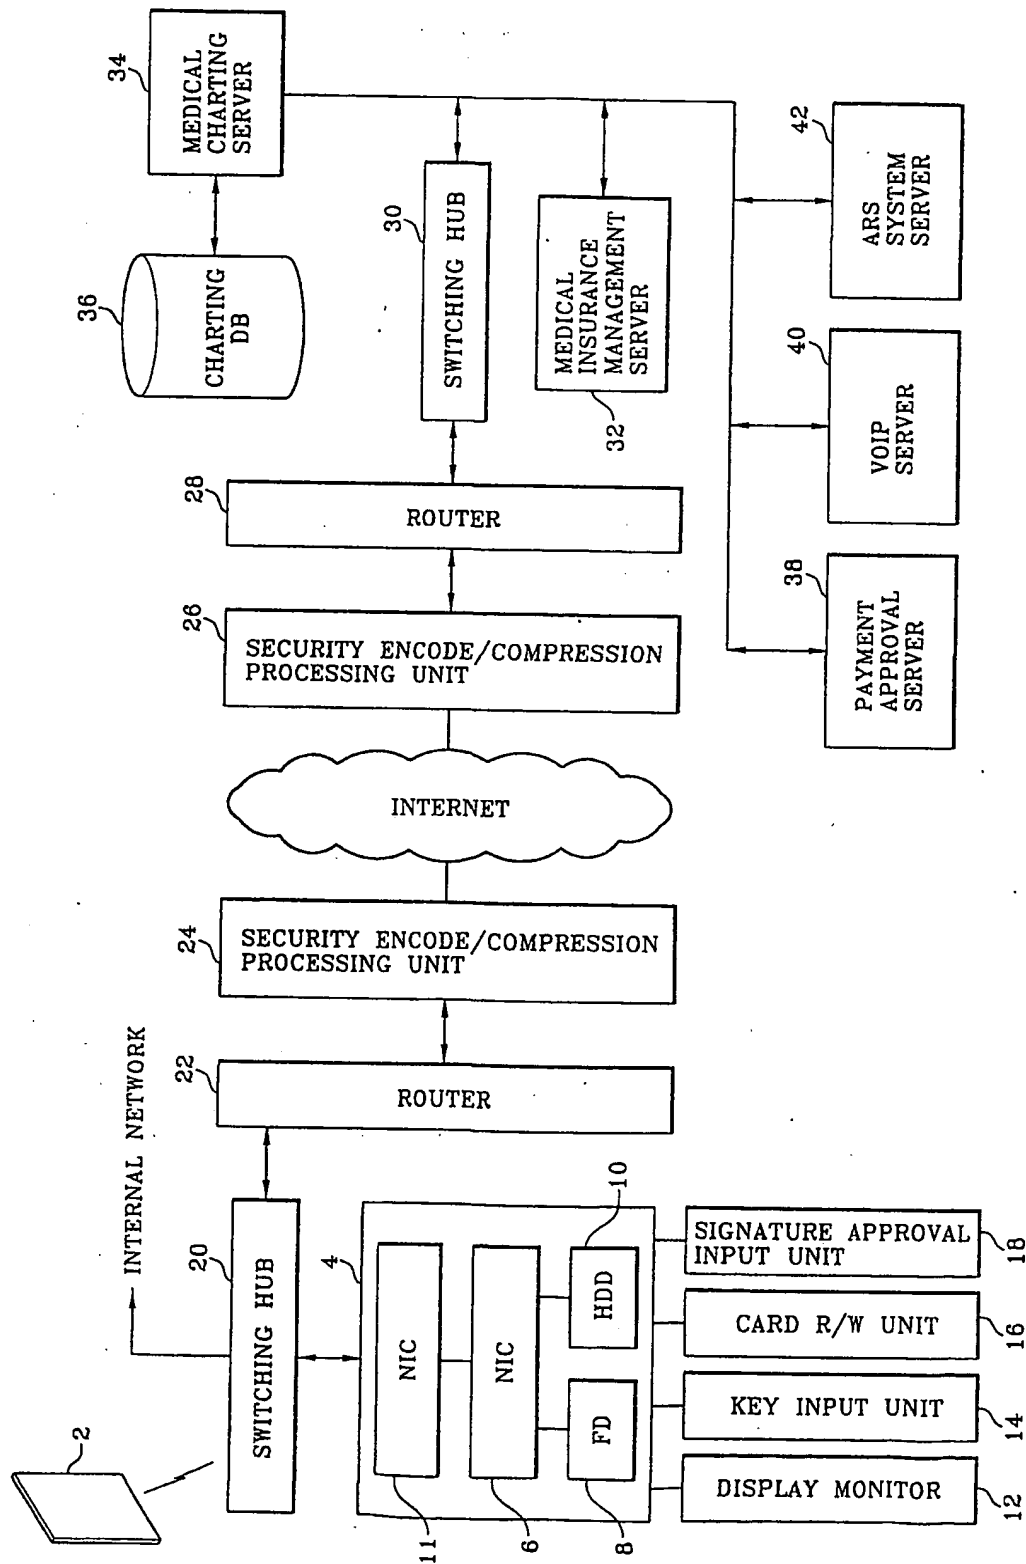 34
MEDICAL
CHARTING
SERVER
36
CHARTING
DB
30
SWITCHING HUB
MEDICAL
INSURANCE
MANAGEMENT
SERVER
32
42
ARS
SYSTEM
SERVER
40
VOIP
SERVER
38
PAYMENT
APPROVAL
SERVER
28
ROUTER
26
SECURITY ENCODE/COMPRESSION
PROCESSING UNIT
INTERNET
24
SECURITY ENCODE/COMPRESSION
PROCESSING UNIT
22
ROUTER
INTERNAL NETWORK
20
SWITCHING HUB
2
4
NIC
11
NIC
6
HDD
10
FD
8
SIGNATURE APPROVAL
INPUT UNIT
18
CARD R/W UNIT
16
KEY INPUT UNIT
14
DISPLAY MONITOR
12